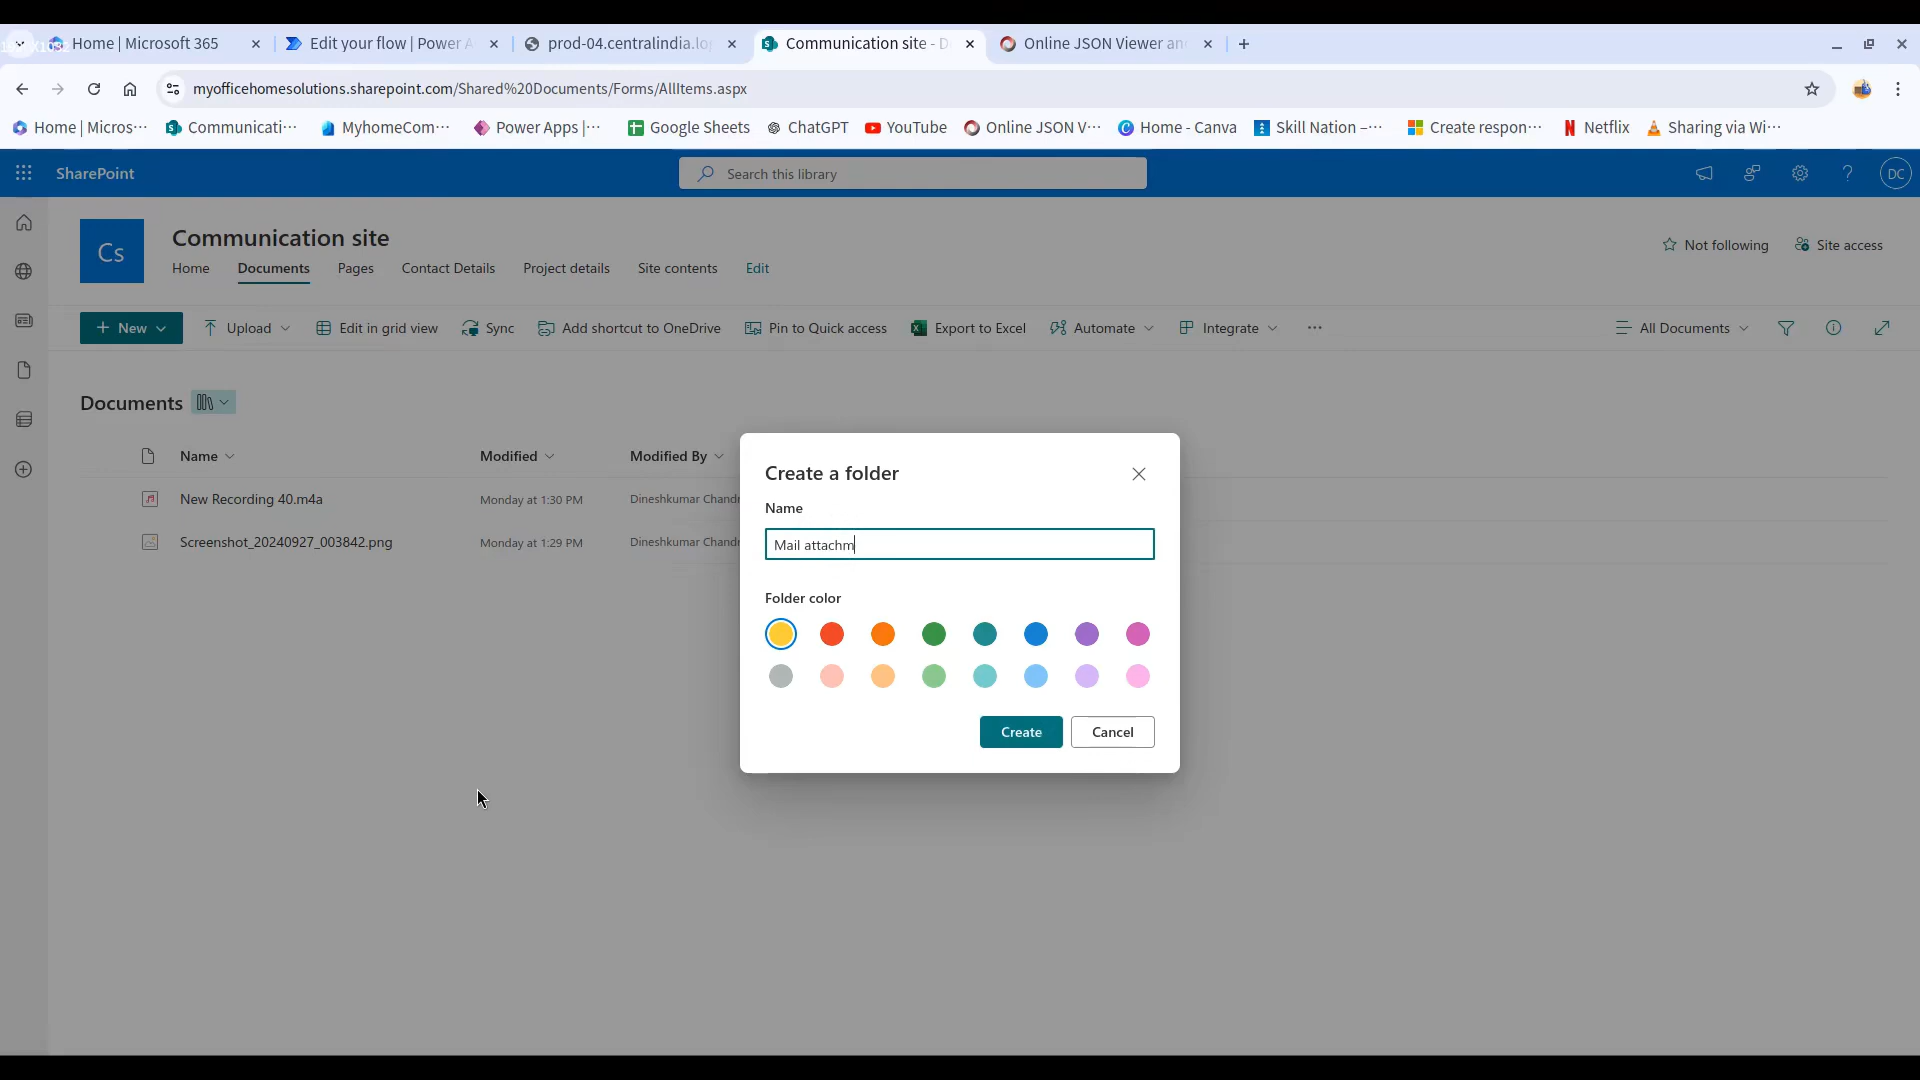 Home | Microsoft 365
Edit your flow | Power A
prod-04.centralindia.lo
Communication site - D
Online JSON Viewer an
myofficehomesolutions.sharepoint.com/Shared%20Documents/Forms/AllItems.aspx
Home | Micros···
Communicati···
MyhomeCom···
Power Apps |···
Google Sheets
ChatGPT
YouTube
Online JSON V···
Home - Canva
Skill Nation –···
Create respon···
Netflix
Sharing via Wi···
SharePoint
Search this library
DC
Cs
Communication site
Not following
Site access
Home
Documents
Pages
Contact Details
Project details
Site contents
Edit
New
Upload
Edit in grid view
Sync
Add shortcut to OneDrive
Pin to Quick access
Export to Excel
Automate
Integrate
All Documents
Documents
Name
Modified
Modified By
New Recording 40.m4a
Monday at 1:30 PM
Dineshkumar Chandr
Screenshot_20240927_003842.png
Monday at 1:29 PM
Dineshkumar Chandr
Create a folder
Name
Mail attachm
Folder color
Create
Cancel